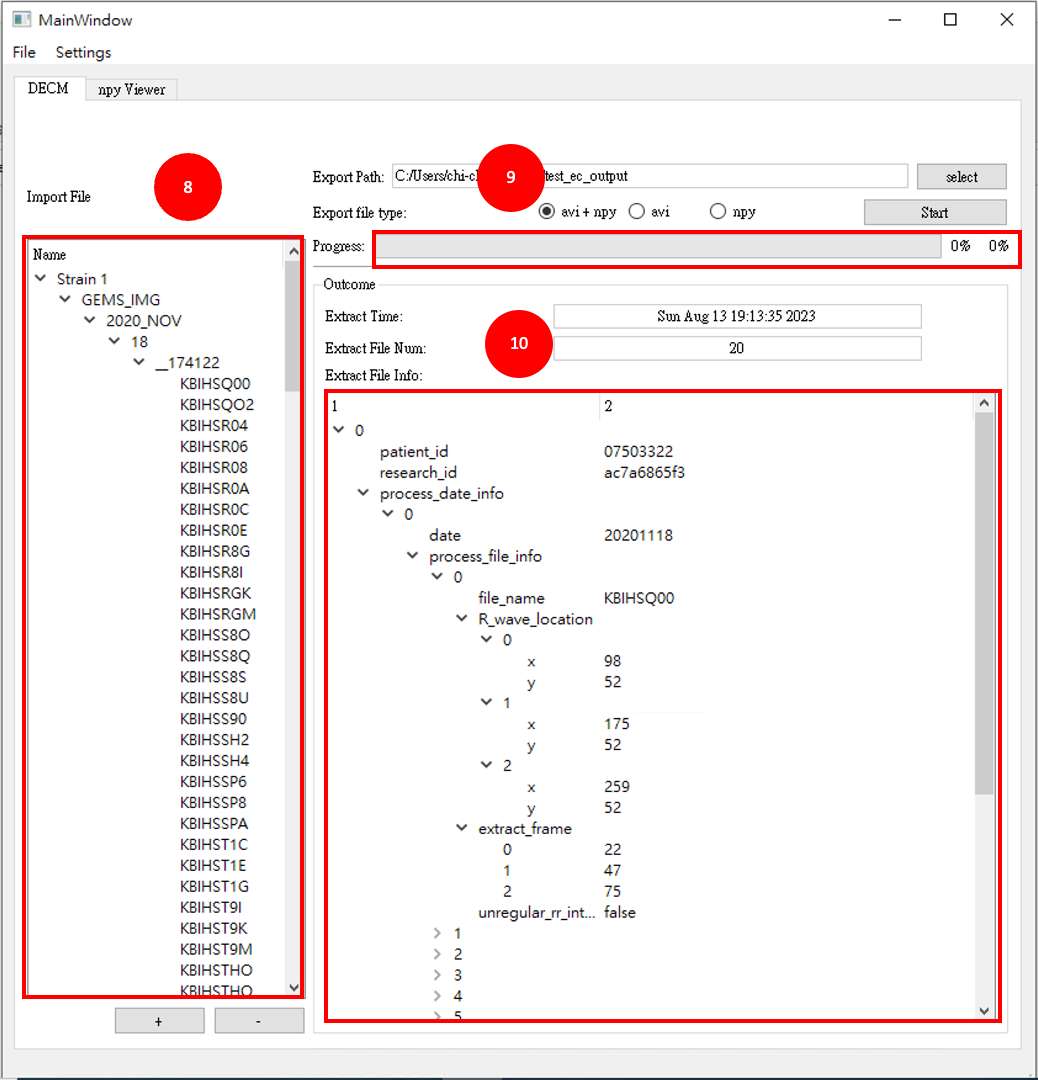 MainWindow
File Settings
DECM npy Viewer
8
Import File
Name
Strain 1
GEMS_IMG
2020_NOV
18
__174122
KBIHSQ00
KBIHSQO2
KBIHSR04
KBIHSR06
KBIHSR08
KBIHSR0A
KBIHSR0C
KBIHSR0E
KBIHSR8G
KBIHSR8I
KBIHSRGK
KBIHSRGM
KBIHSS8O
KBIHSS8Q
KBIHSS8S
KBIHSS8U
KBIHSS90
KBIHSSH2
KBIHSSH4
KBIHSSP6
KBIHSSP8
KBIHSSPA
KBIHST1C
KBIHST1E
KBIHST1G
KBIHST9I
KBIHST9K
KBIHST9M
KBIHSTHO
KBIHSTHQ
+ -
Export Path: C:/Users/chi-c 9 test_ec_output select
Export file type: avi + npy avi npy Start
Progress: 0% 0%
Outcome
Extract Time: Sun Aug 13 19:13:35 2023
10
Extract File Num: 20
Extract File Info:
1 2
0
patient_id 07503322
research_id ac7a6865f3
process_date_info
0
date 20201118
process_file_info
0
file_name KBIHSQ00
R_wave_location
0
x 98
y 52
1
x 175
y 52
2
x 259
y 52
extract_frame
0 22
1 47
2 75
unregular_rr_int... false
1
2
3
4
5